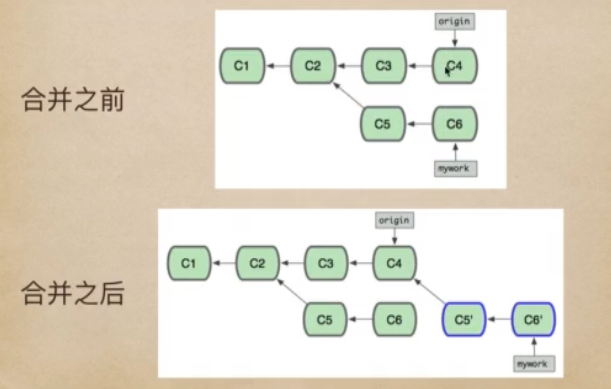 合并之前
origin
C1 C2 C3 C4
C5 C6
mywork
合并之后
origin
C1 C2 C3 C4
C5 C6 C5' C6'
mywork